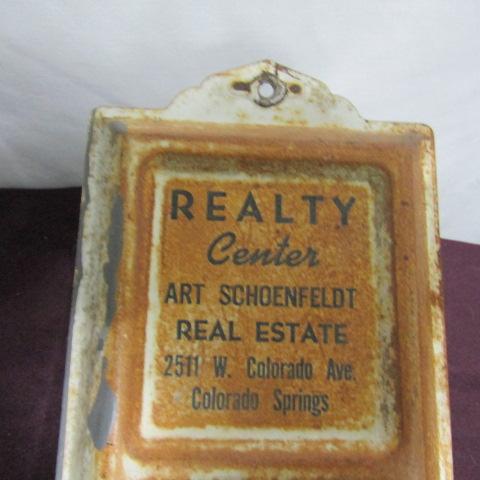 REALTY
Center
ART SCHOENFELDT
REAL ESTATE
2511 W. Colorado Ave.
Colorado Springs